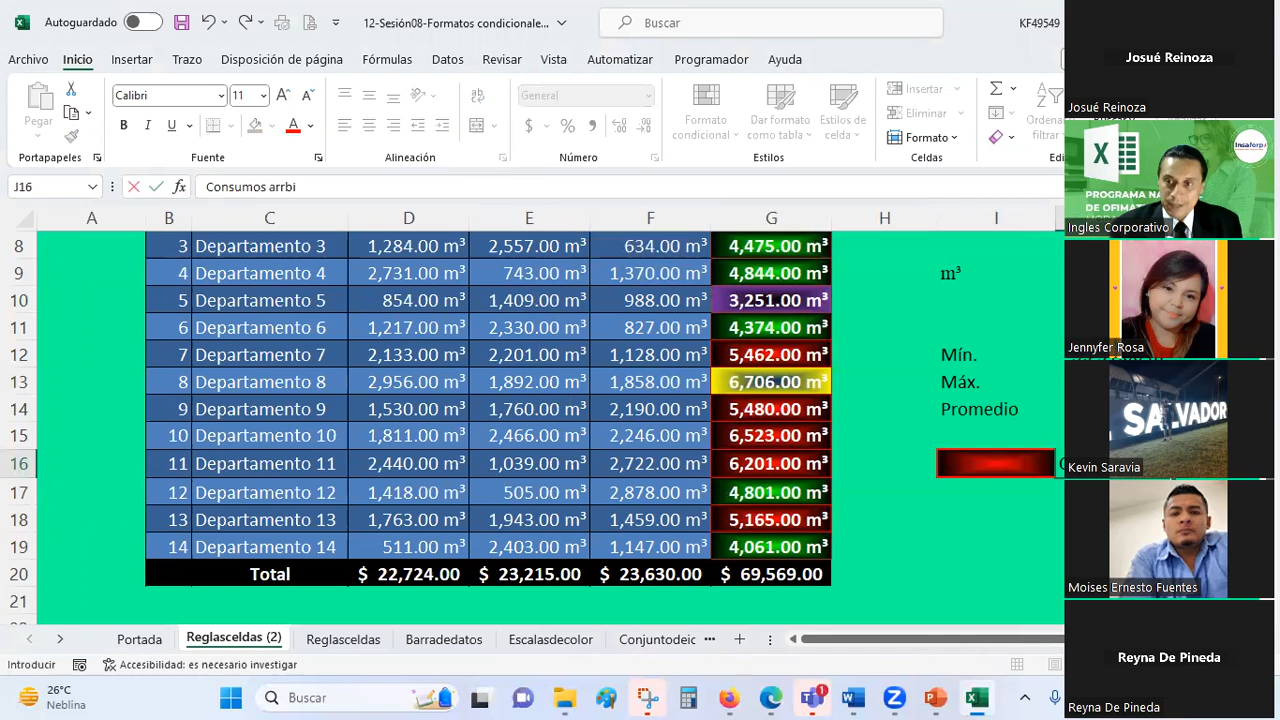 Autoguardado 12-Sesión08-Formatos condicionale... Buscar KF49549
Archivo Inicio Insertar Trazo Disposición de página Fórmulas Datos Revisar Vista Automatizar Programador Ayuda
Pegar Calibri 11 General Formato condicional Dar formato como tabla Estilos de celda Insertar Eliminar Formato Ordena filtrar
Portapapeles Fuente Alineación Número Estilos Celdas
J16 Consumos arrbi
A B C D E F G H I
8 3 Departamento 3 1,284.00 m³ 2,557.00 m³ 634.00 m³ 4,475.00 m³
9 4 Departamento 4 2,731.00 m³ 743.00 m³ 1,370.00 m³ 4,844.00 m³ m³
10 5 Departamento 5 854.00 m³ 1,409.00 m³ 988.00 m³ 3,251.00 m³
11 6 Departamento 6 1,217.00 m³ 2,330.00 m³ 827.00 m³ 4,374.00 m³
12 7 Departamento 7 2,133.00 m³ 2,201.00 m³ 1,128.00 m³ 5,462.00 m³ Mín.
13 8 Departamento 8 2,956.00 m³ 1,892.00 m³ 1,858.00 m³ 6,706.00 m³ Máx.
14 9 Departamento 9 1,530.00 m³ 1,760.00 m³ 2,190.00 m³ 5,480.00 m³ Promedio
15 10 Departamento 10 1,811.00 m³ 2,466.00 m³ 2,246.00 m³ 6,523.00 m³
16 11 Departamento 11 2,440.00 m³ 1,039.00 m³ 2,722.00 m³ 6,201.00 m³
17 12 Departamento 12 1,418.00 m³ 505.00 m³ 2,878.00 m³ 4,801.00 m³
18 13 Departamento 13 1,763.00 m³ 1,943.00 m³ 1,459.00 m³ 5,165.00 m³
19 14 Departamento 14 511.00 m³ 2,403.00 m³ 1,147.00 m³ 4,061.00 m³
20 Total $ 22,724.00 $ 23,215.00 $ 23,630.00 $ 69,569.00
21
Portada Reglasceldas (2) Reglasceldas Barradedatos Escalasdecolor Conjuntodeic ...
Introducir Accesibilidad: es necesario investigar
26°C
Neblina
Buscar
1
Josué Reinoza
Josué Reinoza
Insaforp
PROGRAMA NA
DE OFIMAT
Ingles Corporativo
Jennyfer Rosa
SALVADOR
Kevin Saravia
Moises Ernesto Fuentes
Reyna De Pineda
Reyna De Pineda